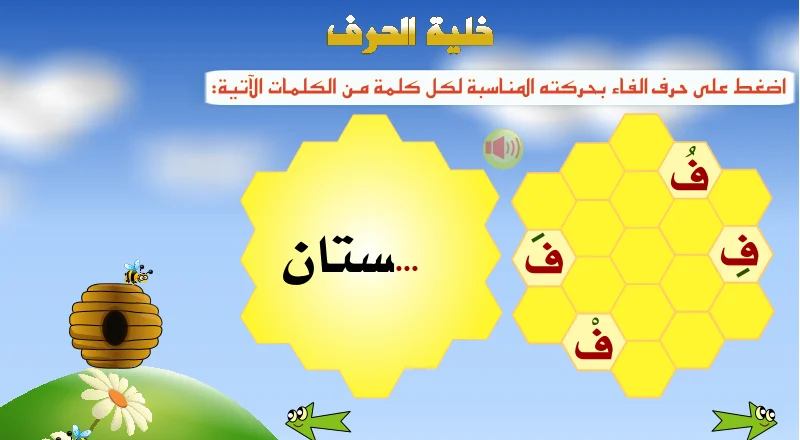 خلية الحرف
اضغط على حرف الفاء بحركته المناسبة لكل كلمة من الكلمات الآتية:
فُ
فِ
فَ
فْ
...ستان